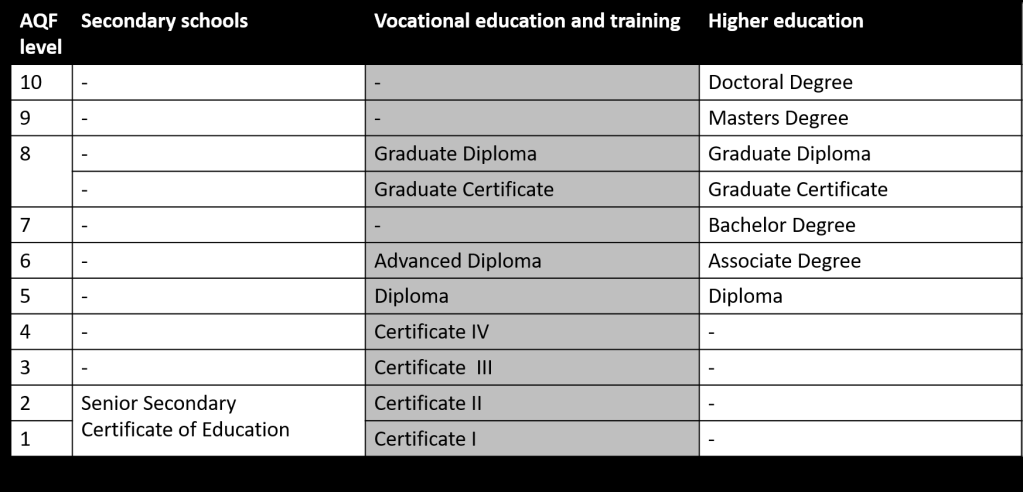 AQF level Secondary schools Vocational education and training Higher education
10 - - Doctoral Degree
9 - - Masters Degree
8 - Graduate Diploma Graduate Diploma
- Graduate Certificate Graduate Certificate
7 - - Bachelor Degree
6 - Advanced Diploma Associate Degree
5 - Diploma Diploma
4 - Certificate IV -
3 - Certificate III -
2 Senior Secondary Certificate II -
1 Certificate of Education Certificate I -